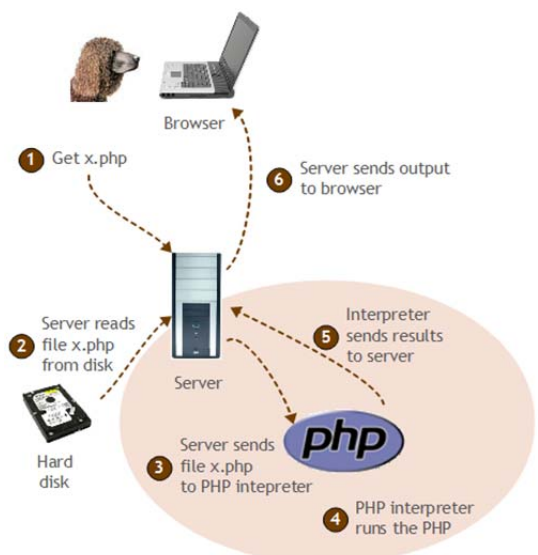 Browser
1 Get x.php
6 Server sends output
to browser
2 Server reads
file x.php
from disk
Server
5 Interpreter
sends results
to server
Hard
disk
3 Server sends
file x.php
to PHP intepreter
php
4 PHP interpreter
runs the PHP